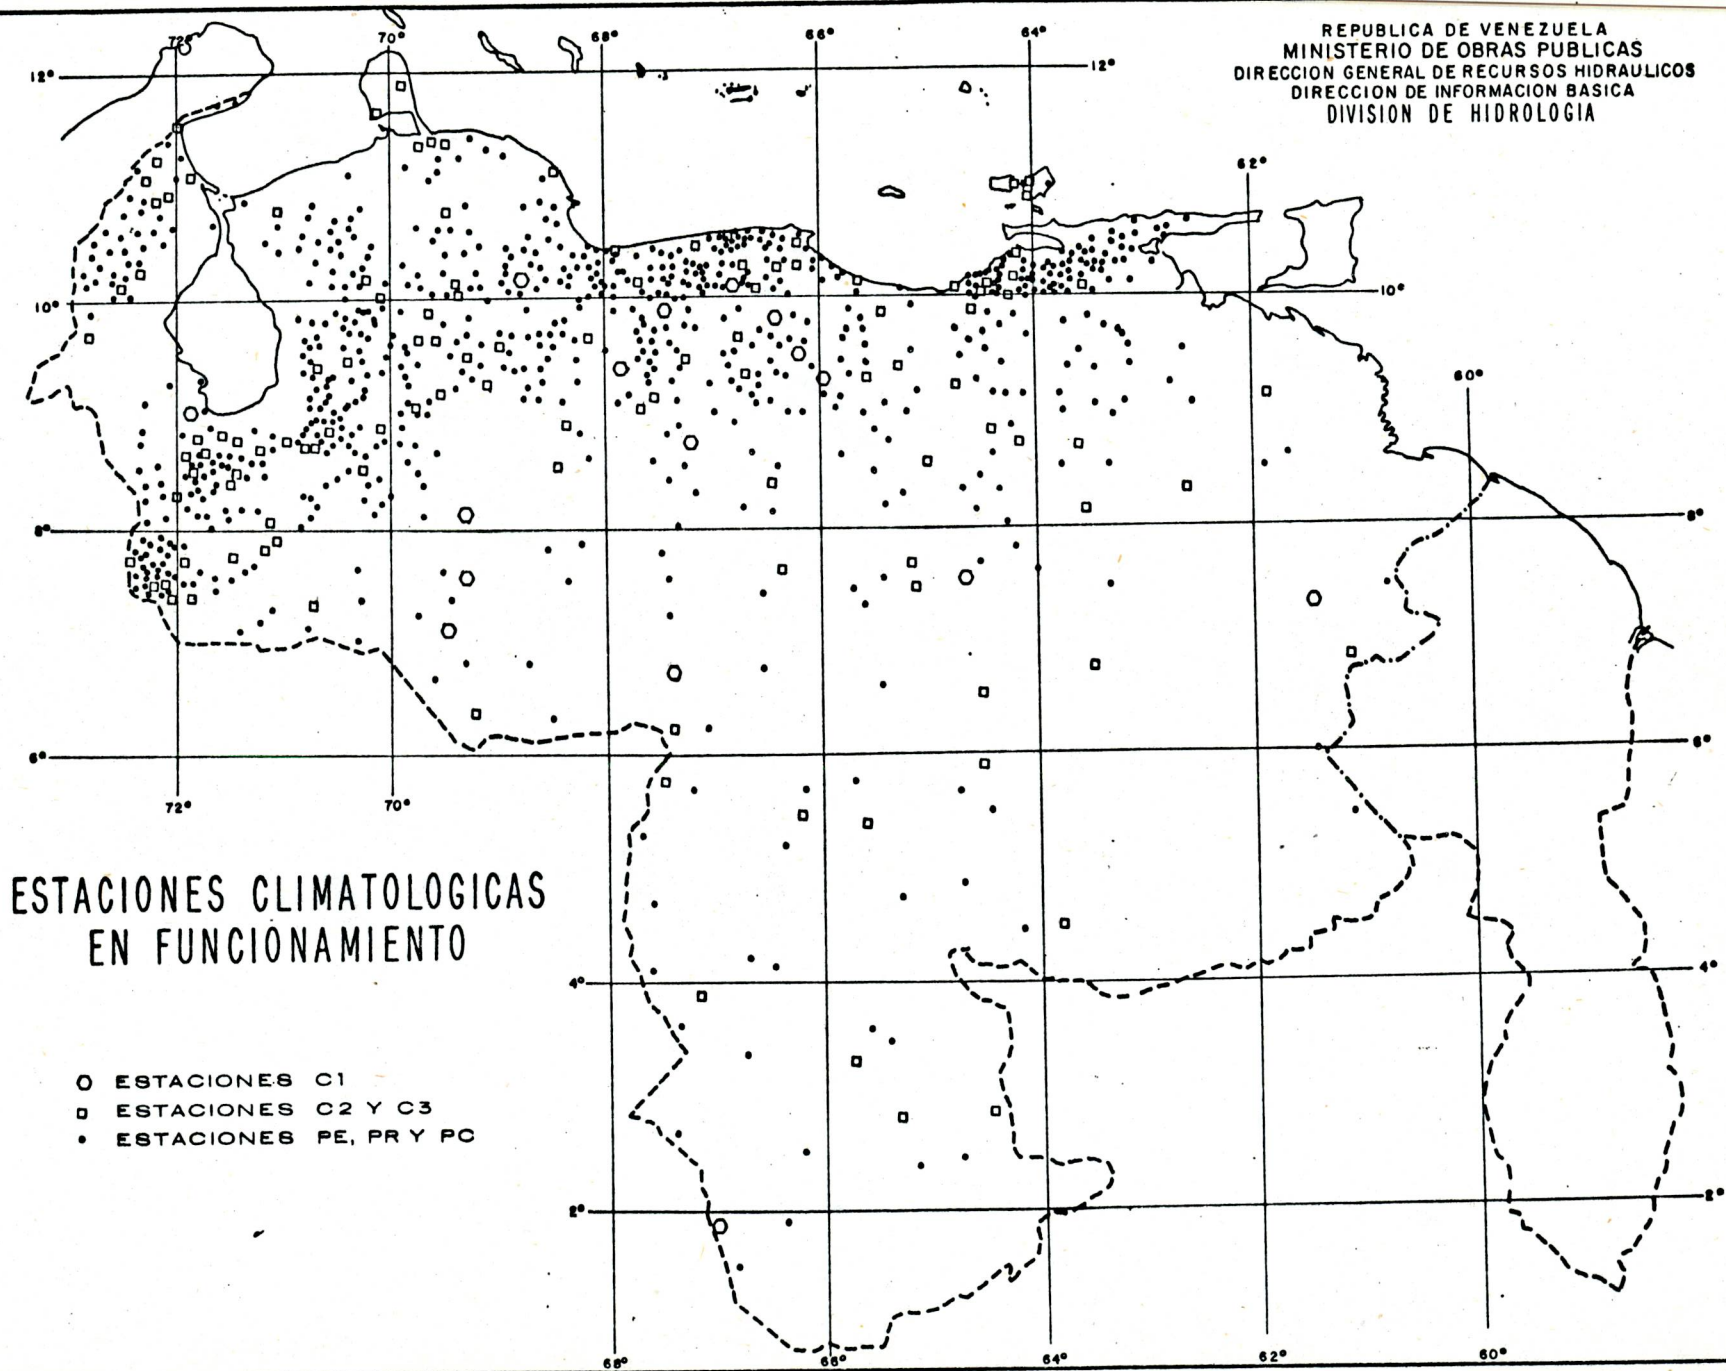 REPUBLICA DE VENEZUELA
MINISTERIO DE OBRAS PUBLICAS
DIRECCION GENERAL DE RECURSOS HIDRAULICOS
DIRECCION DE INFORMACION BASICA
DIVISION DE HIDROLOGIA
72° 70° 68° 66° 64°
12° 12°
62°
10° 10°
60°
8° 8°
6° 6°
72° 70°
ESTACIONES CLIMATOLOGICAS
EN FUNCIONAMIENTO
4° 4°
ESTACIONES C1
ESTACIONES C2 Y C3
ESTACIONES PE, PR Y PC
2° 2°
68° 66° 64° 62° 60°